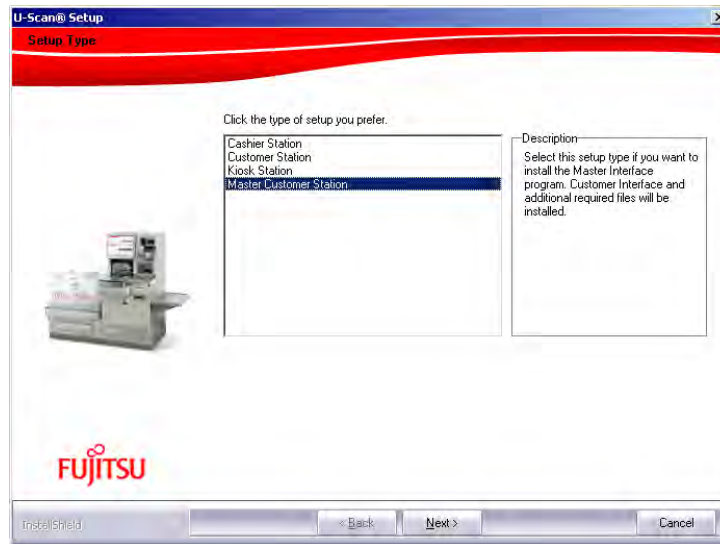 U-Scan® Setup
Setup Type
Click the type of setup you prefer.
Cashier Station
Customer Station
Kiosk Station
Master Customer Station
Description
Select this setup type if you want to
install the Master Interface
program. Customer Interface and
additional required files will be
installed.
FUJITSU
InstallShield
< Back
Next >
Cancel